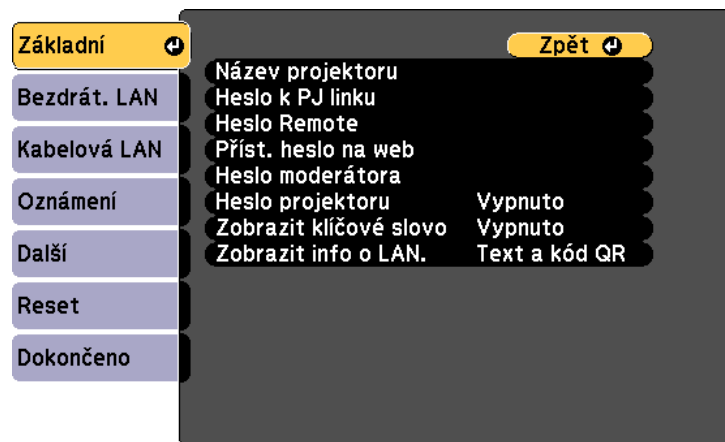 Základní
Bezdrát. LAN
Kabelová LAN
Oznámení
Další
Reset
Dokončeno
Zpět
Název projektoru
Heslo k PJ linku
Heslo Remote
Příst. heslo na web
Heslo moderátora
Heslo projektoru Vypnuto
Zobrazit klíčové slovo Vypnuto
Zobrazit info o LAN. Text a kód QR